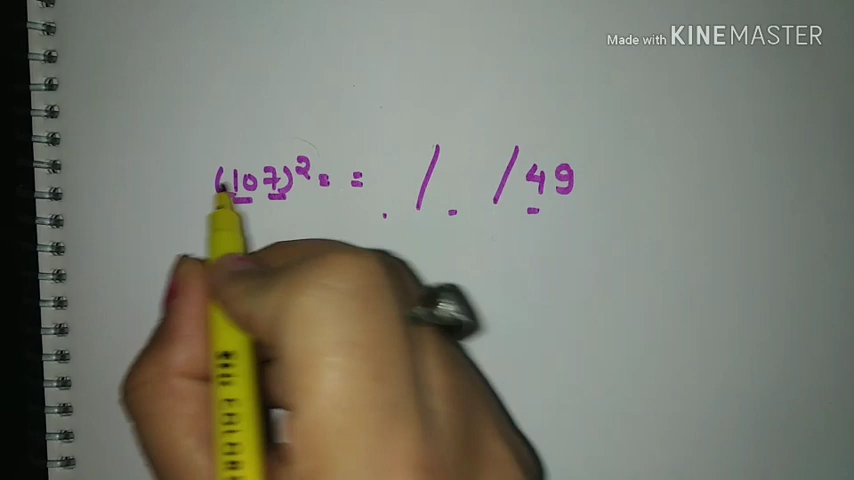 Made with KINEMASTER
(107)² = = / / 49